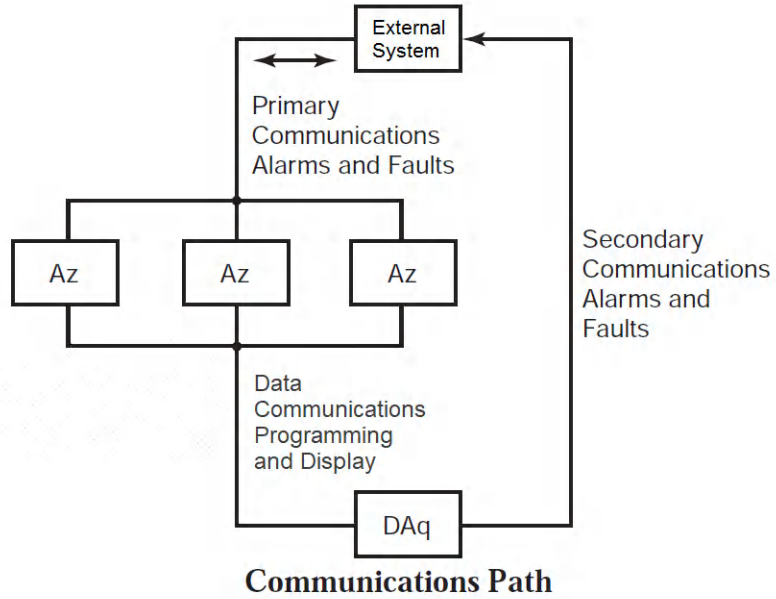 External
System
Primary
Communications
Alarms and Faults
Az
Az
Az
Secondary
Communications
Alarms and
Faults
Data
Communications
Programming
and Display
DAq
Communications Path